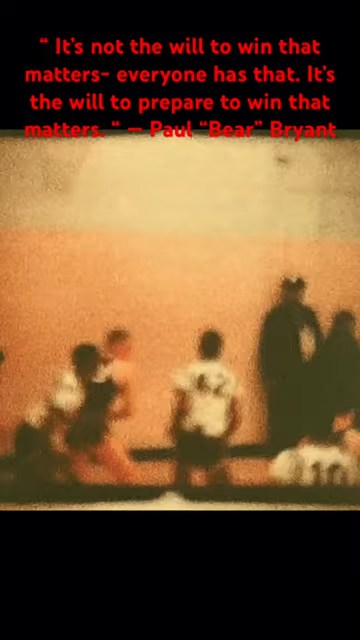 “ It’s not the will to win that
matters- everyone has that. It’s
the will to prepare to win that
matters. “ — Paul “Bear” Bryant
10